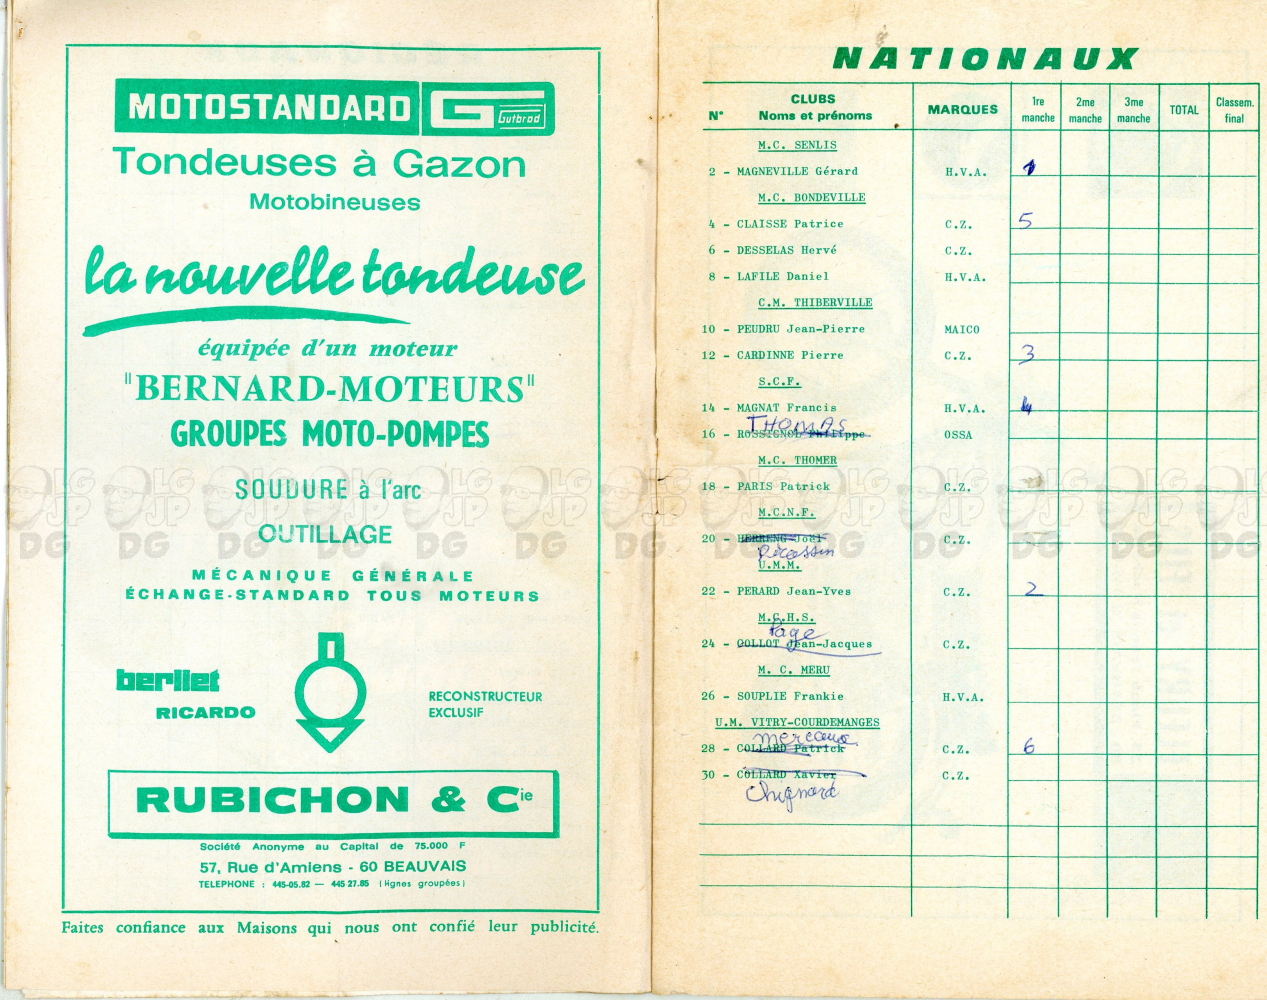 MOTOSTANDARD G Gutbrod
Tondeuses à Gazon
Motobineuses
la nouvelle tondeuse
équipée d'un moteur
"BERNARD-MOTEURS"
GROUPES MOTO-POMPES
SOUDURE à l'arc
OUTILLAGE
MÉCANIQUE GÉNÉRALE
ÉCHANGE-STANDARD TOUS MOTEURS
berliet
RICARDO
RECONSTRUCTEUR
EXCLUSIF
RUBICHON & Cie
Société Anonyme au Capital de 75.000 F
57, Rue d'Amiens - 60 BEAUVAIS
TELEPHONE : 445-05.82 — 445 27.85 (lignes groupées)
Faites confiance aux Maisons qui nous ont confié leur publicité.
NATIONAUX
N° CLUBS Noms et prénoms MARQUES 1re manche 2me manche 3me manche TOTAL Classem. final
M.C. SENLIS
2 - MAGNEVILLE Gérard H.V.A. 1
M.C. BONDEVILLE
4 - CLAISSE Patrice C.Z. 5
6 - DESSELAS Hervé C.Z.
8 - LAFILE Daniel H.V.A.
C.M. THIBERVILLE
10 - PEUDRU Jean-Pierre MAICO
12 - CARDINNE Pierre C.Z. 3
S.C.F.
14 - MAGNAT Francis H.V.A. 4
THOMAS
16 - ROSSIGNOL Philippe OSSA
M.C. THOMER
18 - PARIS Patrick C.Z.
M.C.N.F.
20 - HERRENG Joël C.Z.
U.M.M.
22 - PERARD Jean-Yves C.Z. 2
M.C.H.S.
Page
24 - COLLOT Jean-Jacques C.Z.
M. C. MERU
26 - SOUPLIE Frankie H.V.A.
U.M. VITRY-COURDEMANGES
28 - COLLARD Patrick C.Z. 6
30 - COLLARD Xavier C.Z.
Chignard
LG JP DG